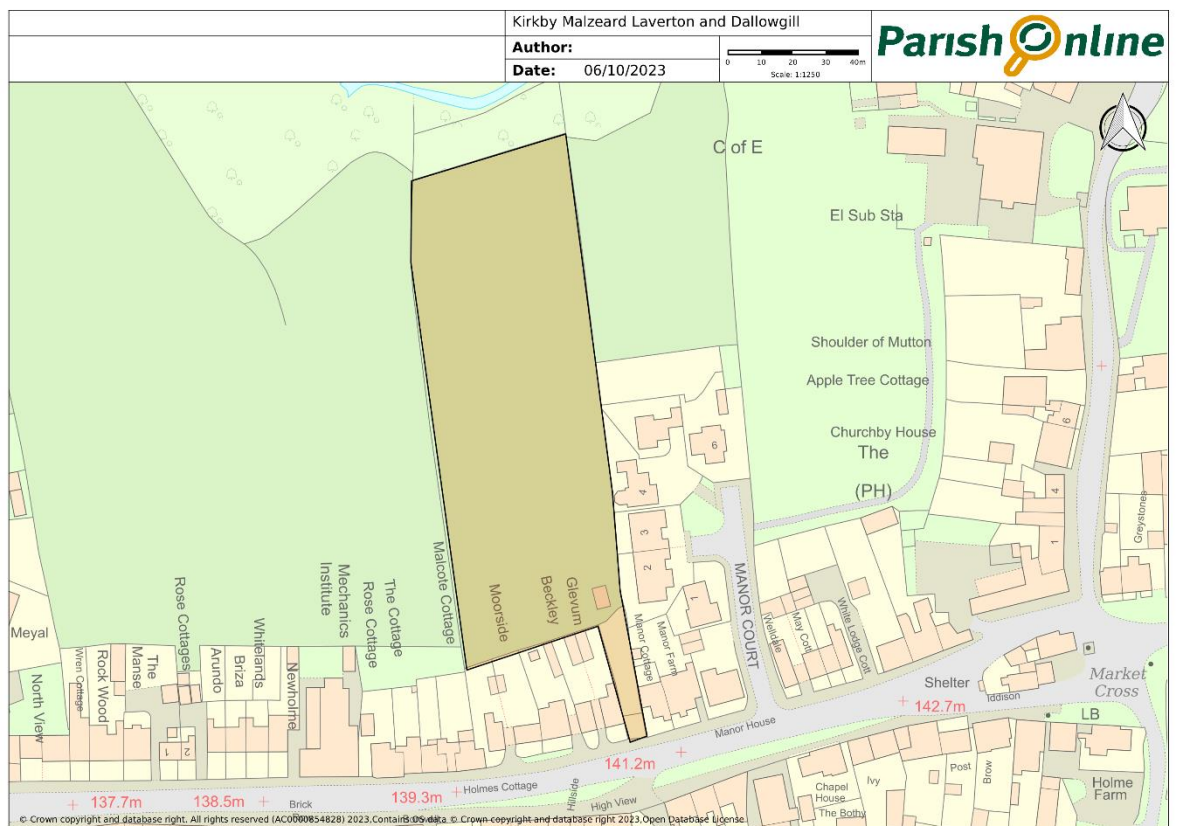 Kirkby Malzeard Laverton and Dallowgill
Author:
Date: 06/10/2023
0 10 20 30 40m
Scale: 1:1250
Parish Online
C of E
El Sub Sta
Shoulder of Mutton
Apple Tree Cottage
Churchby House
The
(PH)
6
6
4
4
3
2
1
1
Greystones
MANOR COURT
Malcote Cottage
Moorside
Beckley
Glevum
Manor Cottage
Manor Farm
Welldale
May Cott
White Lodge Cott
Mechanics
Institute
The Cottage
Rose Cottage
Rose Cottages
Whitelands
Meyal
North View
Wren Cottage
Rock Wood
The
Manse
Arundo
Briza
Newholme
1
2
Shelter
Iddison
Market
Cross
LB
142.7m
Manor House
141.2m
139.3m
138.5m
137.7m
Brick
Holmes Cottage
Hillside
High View
Chapel
House
The Bothy
Ivy
Post
Brow
Holme
Farm
© Crown copyright and database right. All rights reserved (AC0000854828) 2023, © Crown copyright and database right 2023,Open Database License